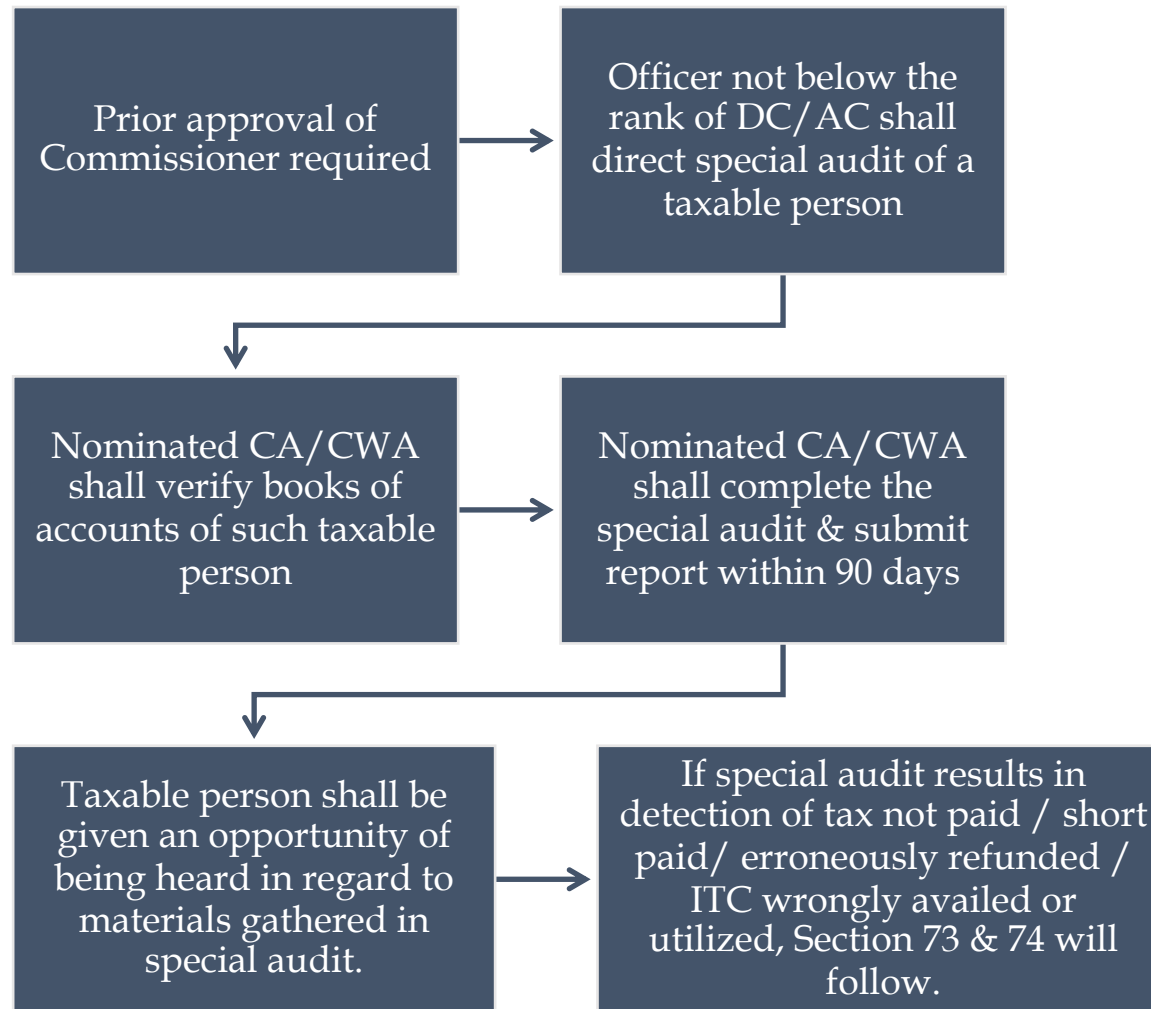 Prior approval of
Commissioner required
Officer not below the
rank of DC/AC shall
direct special audit of a
taxable person
Nominated CA/CWA
shall verify books of
accounts of such taxable
person
Nominated CA/CWA
shall complete the
special audit & submit
report within 90 days
Taxable person shall be
given an opportunity of
being heard in regard to
materials gathered in
special audit.
If special audit results in
detection of tax not paid / short
paid/ erroneously refunded /
ITC wrongly availed or
utilized, Section 73 & 74 will
follow.